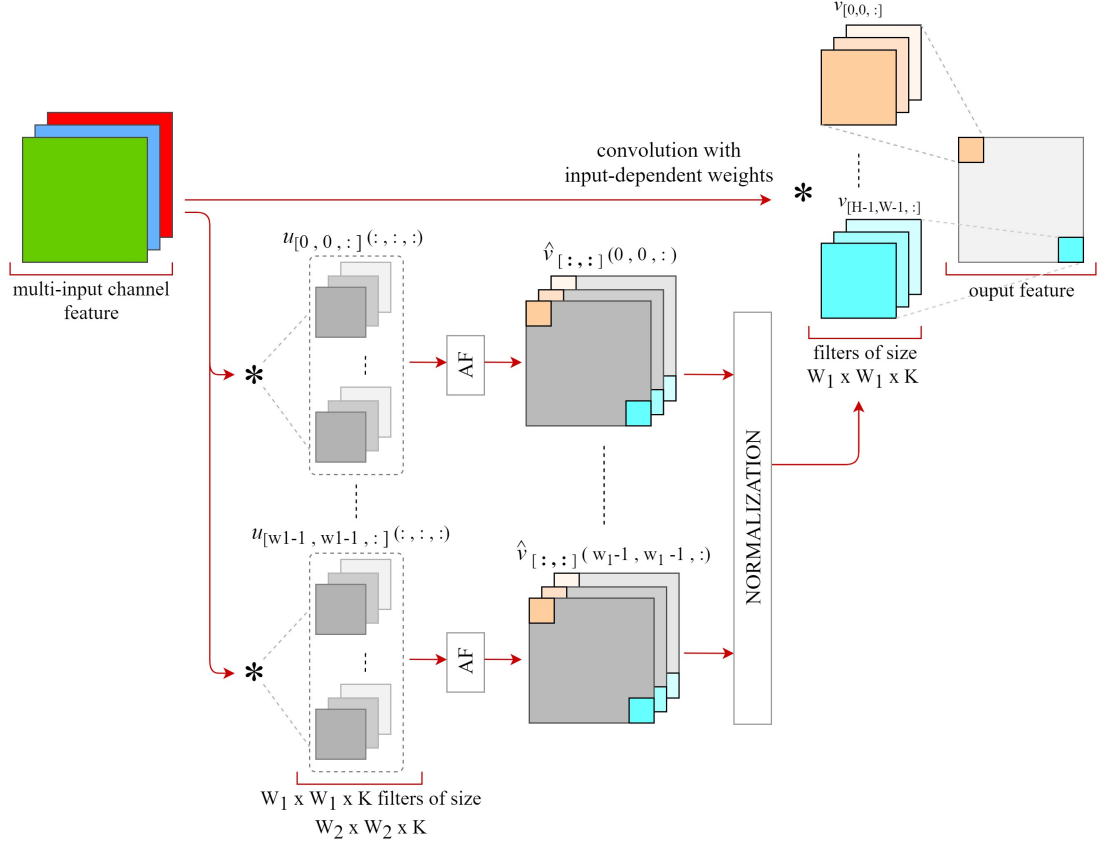 v[0,0, :]
convolution with
input-dependent weights
*
v[H-1,W-1, :]
u[0 , 0 , :] (: , : , :)
v̂ [ : , : ] (0 , 0 , :)
multi-input channel
feature
ouput feature
filters of size
W1 x W1 x K
*
AF
NORMALIZATION
u[w1-1 , w1-1 , : ] (: , : , :)
v̂ [ : , : ] ( w1-1 , w1 -1 , :)
*
AF
W1 x W1 x K filters of size
W2 x W2 x K